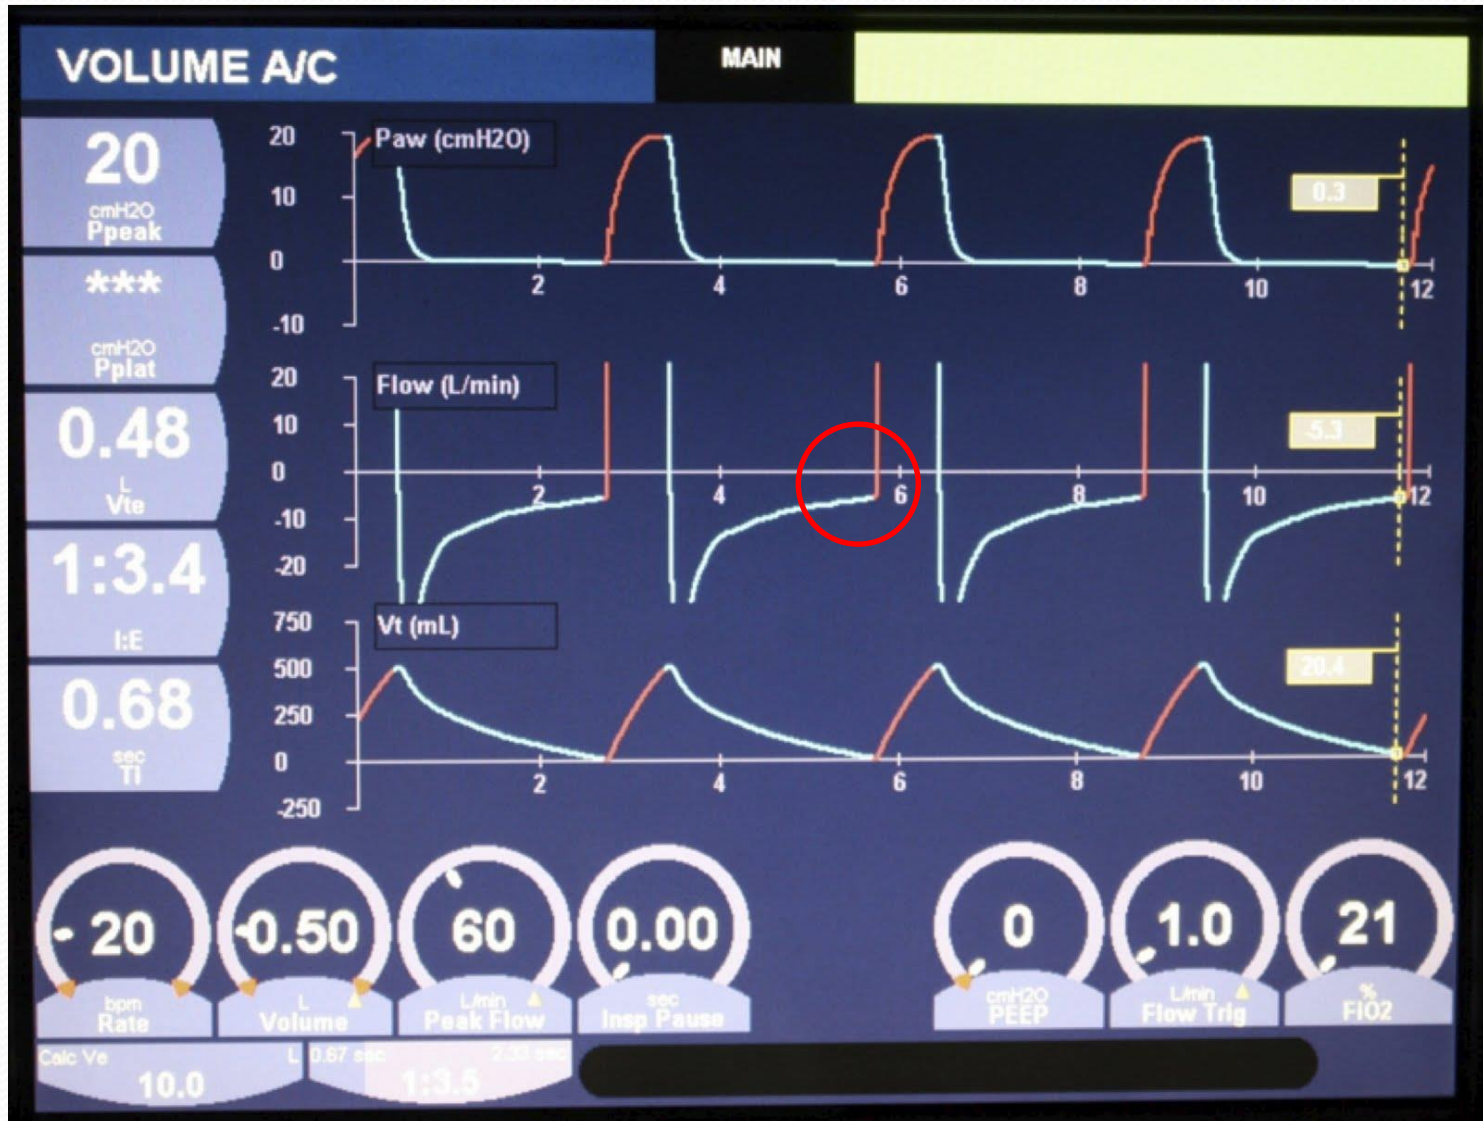 VOLUME A/C
MAIN
20
cmH2O
Ppeak
***
cmH2O
Pplat
0.48
L
Vte
1:3.4
I:E
0.68
sec
TI
Paw (cmH2O)
20
10
0
-10
2
4
6
8
10
12
0.3
Flow (L/min)
20
10
0
-10
-20
2
4
6
8
10
12
-5.3
Vt (mL)
750
500
250
0
-250
2
4
6
8
10
12
20.4
20
bpm
Rate
0.50
L
Volume
60
L/min
Peak Flow
0.00
sec
Insp Pause
0
cmH2O
PEEP
1.0
L/min
Flow Trig
21
%
FIO2
Calc Ve L
10.0
0.67 sec 2.33 sec
1:3.5